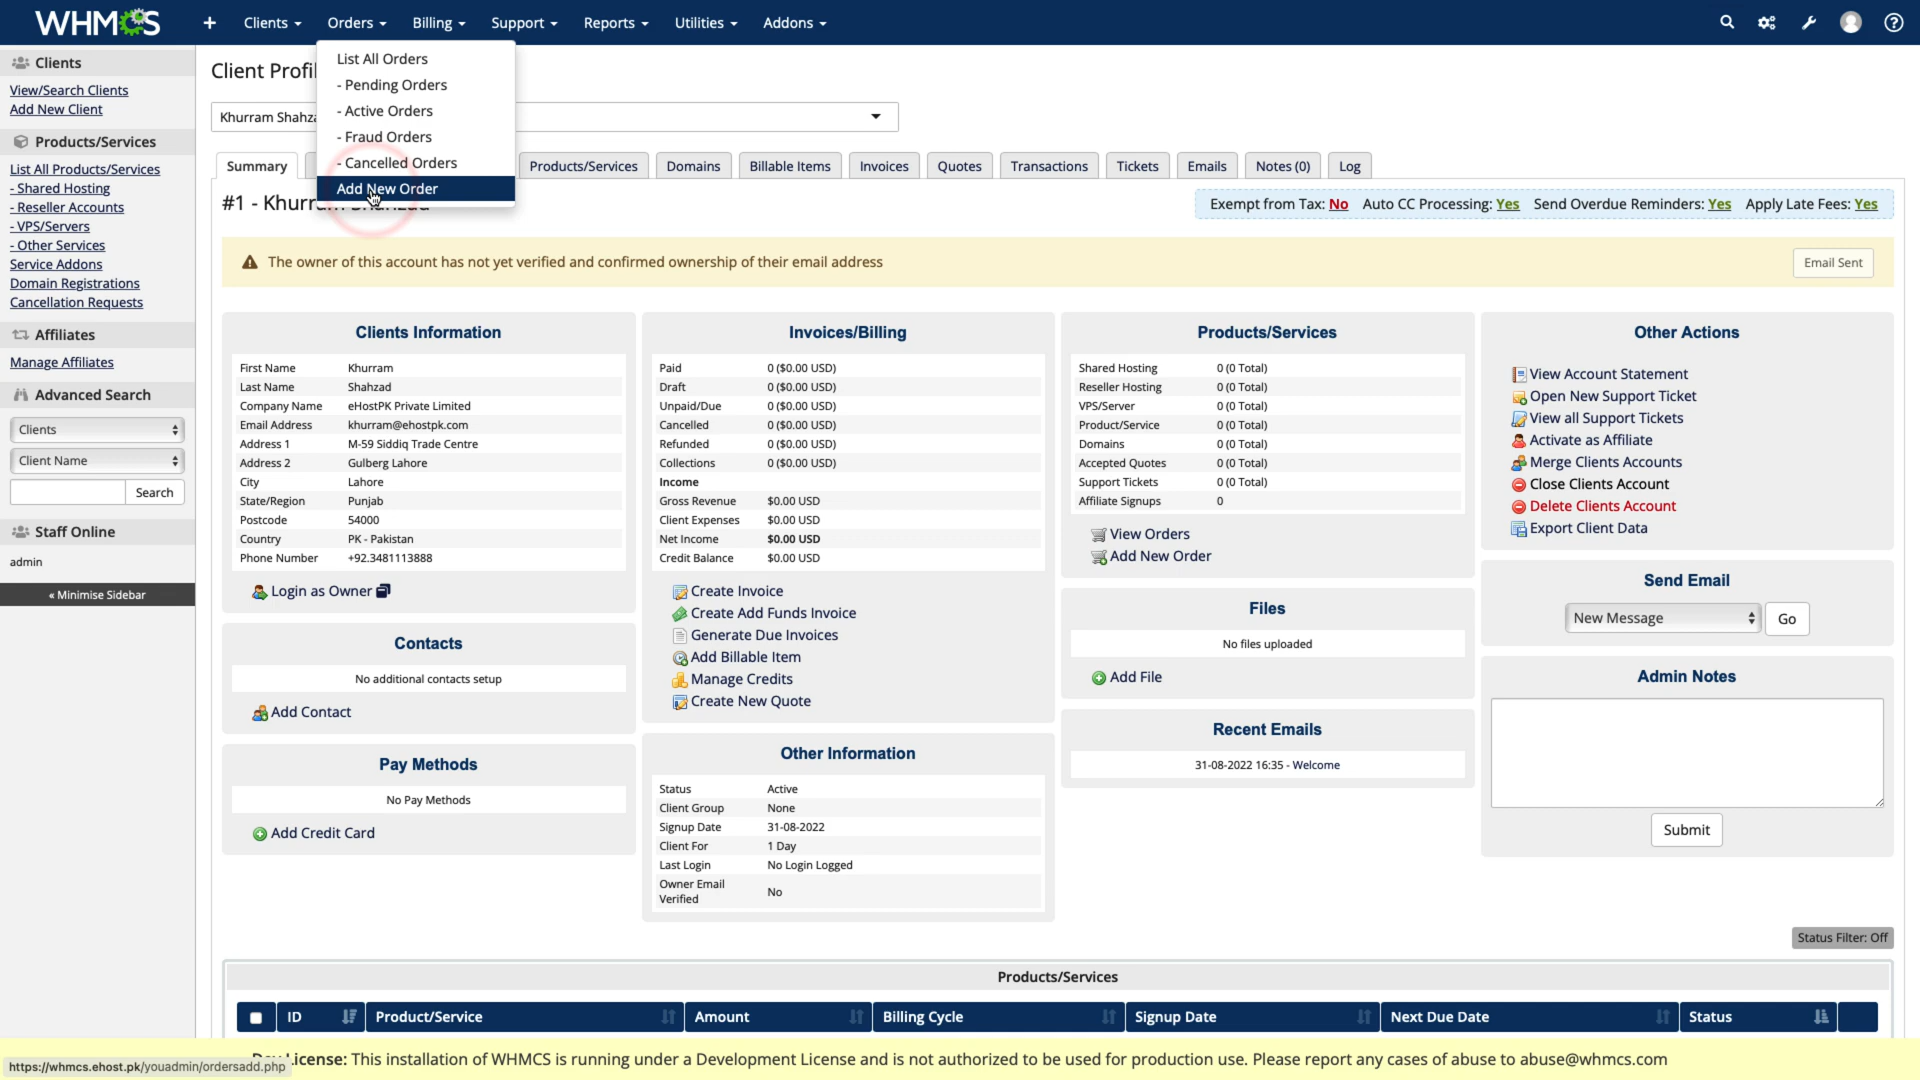 WHMCS
Clients
Orders
Billing
Support
Reports
Utilities
Addons
Clients
View/Search Clients
Add New Client
Products/Services
List All Products/Services
- Shared Hosting
- Reseller Accounts
- VPS/Servers
- Other Services
Service Addons
Domain Registrations
Cancellation Requests
Affiliates
Manage Affiliates
Advanced Search
Clients
Client Name
Search
Staff Online
admin
« Minimise Sidebar
List All Orders
- Pending Orders
- Active Orders
- Fraud Orders
- Cancelled Orders
Add New Order
Client Profi
Khurram Shahza
Summary
Products/Services
Domains
Billable Items
Invoices
Quotes
Transactions
Tickets
Emails
Notes (0)
Log
#1 - Khurram Shahzad
Exempt from Tax: No Auto CC Processing: Yes Send Overdue Reminders: Yes Apply Late Fees: Yes
The owner of this account has not yet verified and confirmed ownership of their email address
Email Sent
Clients Information
First Name Khurram
Last Name Shahzad
Company Name eHostPK Private Limited
Email Address khurram@ehostpk.com
Address 1 M-59 Siddiq Trade Centre
Address 2 Gulberg Lahore
City Lahore
State/Region Punjab
Postcode 54000
Country PK - Pakistan
Phone Number +92.3481113888
Login as Owner
Contacts
No additional contacts setup
Add Contact
Pay Methods
No Pay Methods
Add Credit Card
Invoices/Billing
Paid 0 ($0.00 USD)
Draft 0 ($0.00 USD)
Unpaid/Due 0 ($0.00 USD)
Cancelled 0 ($0.00 USD)
Refunded 0 ($0.00 USD)
Collections 0 ($0.00 USD)
Income
Gross Revenue $0.00 USD
Client Expenses $0.00 USD
Net Income $0.00 USD
Credit Balance $0.00 USD
Create Invoice
Create Add Funds Invoice
Generate Due Invoices
Add Billable Item
Manage Credits
Create New Quote
Other Information
Status Active
Client Group None
Signup Date 31-08-2022
Client For 1 Day
Last Login No Login Logged
Owner Email Verified No
Products/Services
Shared Hosting 0 (0 Total)
Reseller Hosting 0 (0 Total)
VPS/Server 0 (0 Total)
Product/Service 0 (0 Total)
Domains 0 (0 Total)
Accepted Quotes 0 (0 Total)
Support Tickets 0 (0 Total)
Affiliate Signups 0
View Orders
Add New Order
Files
No files uploaded
Add File
Recent Emails
31-08-2022 16:35 - Welcome
Other Actions
View Account Statement
Open New Support Ticket
View all Support Tickets
Activate as Affiliate
Merge Clients Accounts
Close Clients Account
Delete Clients Account
Export Client Data
Send Email
New Message
Go
Admin Notes
Submit
Status Filter: Off
Products/Services
ID Product/Service Amount Billing Cycle Signup Date Next Due Date Status
Dev License: This installation of WHMCS is running under a Development License and is not authorized to be used for production use. Please report any cases of abuse to abuse@whmcs.com
https://whmcs.ehost.pk/youadmin/ordersadd.php